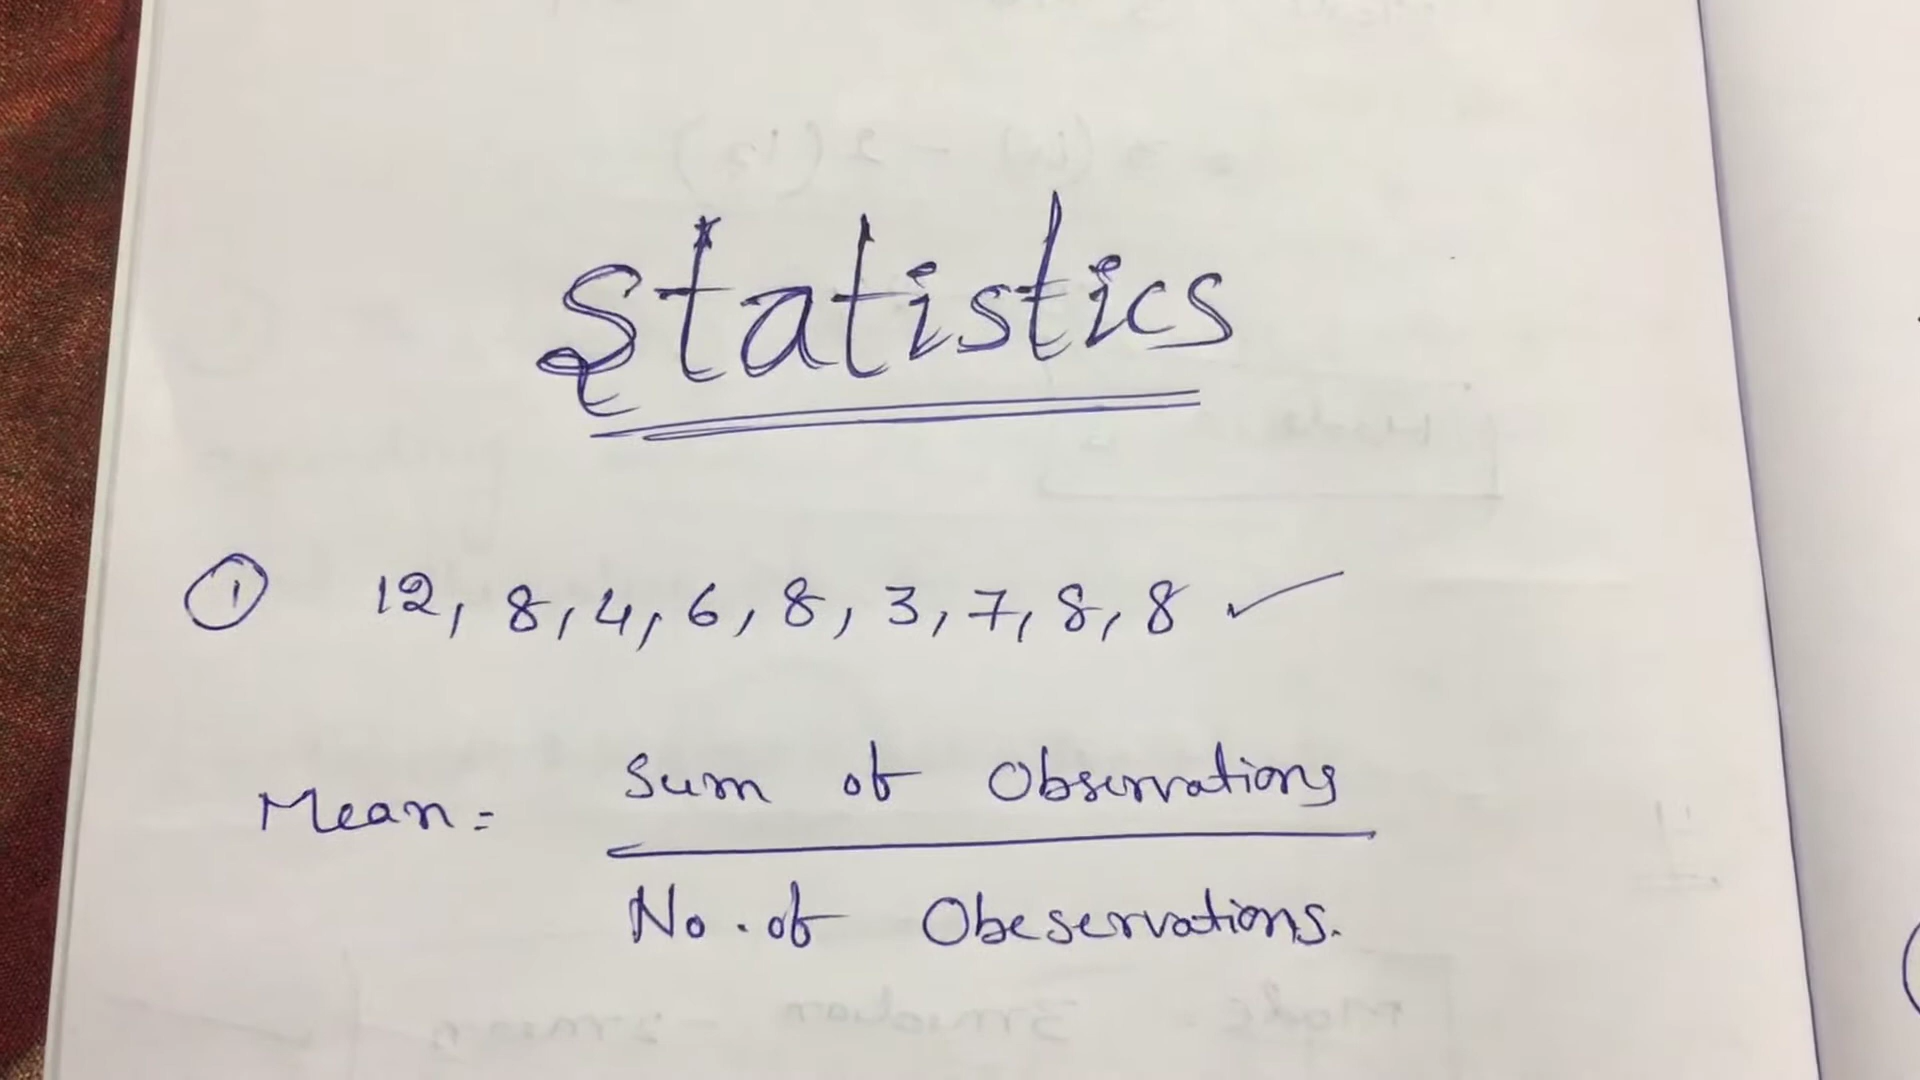 Statistics
① 12, 8, 4, 6, 8, 3, 7, 8, 8 ✓
Mean = Sum of Observations
No. of Obeservations.